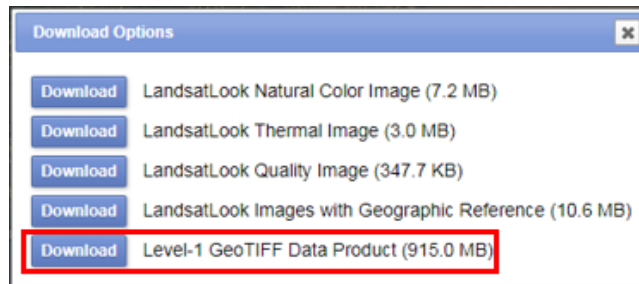 Download Options
Download LandsatLook Natural Color Image (7.2 MB)
Download LandsatLook Thermal Image (3.0 MB)
Download LandsatLook Quality Image (347.7 KB)
Download LandsatLook Images with Geographic Reference (10.6 MB)
Download Level-1 GeoTIFF Data Product (915.0 MB)